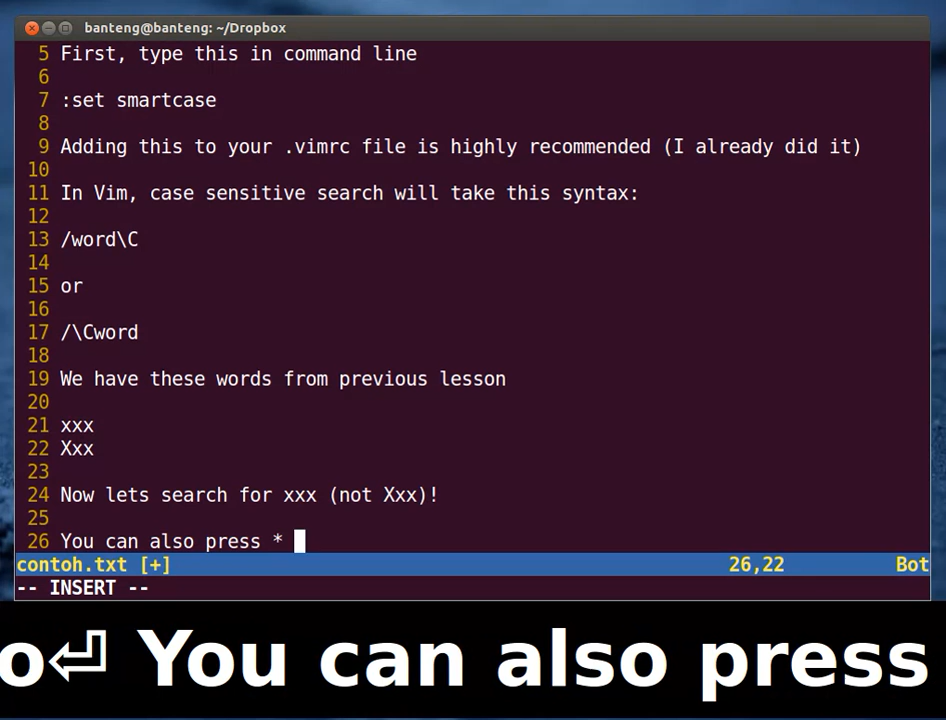 banteng@banteng: ~/Dropbox
5 First, type this in command line
6
7 :set smartcase
8
9 Adding this to your .vimrc file is highly recommended (I already did it)
10
11 In Vim, case sensitive search will take this syntax:
12
13 /word\C
14
15 or
16
17 /\Cword
18
19 We have these words from previous lesson
20
21 xxx
22 Xxx
23
24 Now lets search for xxx (not Xxx)!
25
26 You can also press *
contoh.txt [+] 26,22 Bot
-- INSERT --
o⏎ You can also press